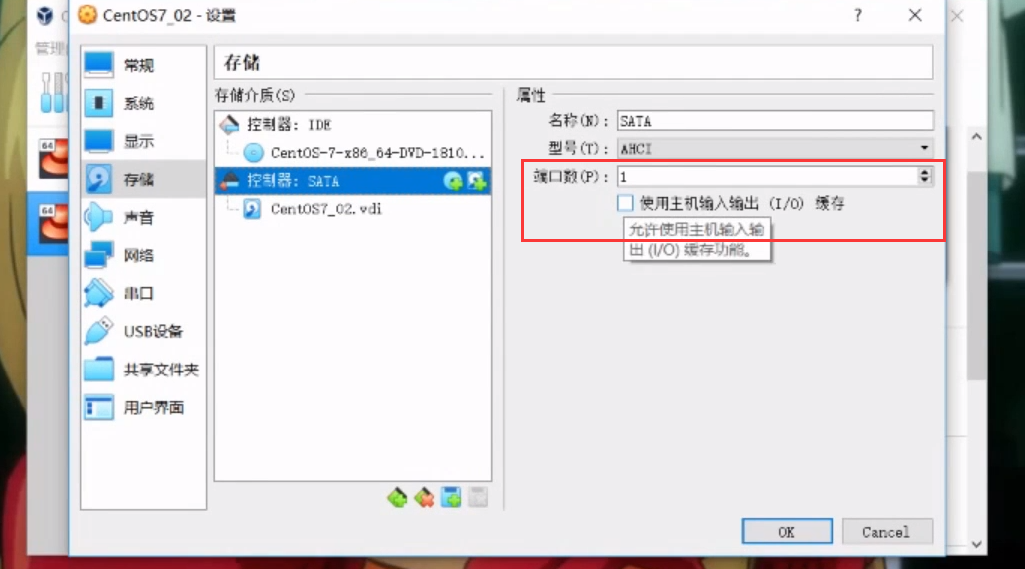 CentOS7_02 - 设置
管理
常规
系统
显示
存储
声音
网络
串口
USB设备
共享文件夹
用户界面
存储
存储介质(S)
控制器: IDE
CentOS-7-x86_64-DVD-1810...
控制器: SATA
CentOS7_02.vdi
属性
名称(N): SATA
型号(T): AHCI
端口数(P): 1
使用主机输入输出 (I/O) 缓存
允许使用主机输入输
出 (I/O) 缓存功能。
OK
Cancel
64
64